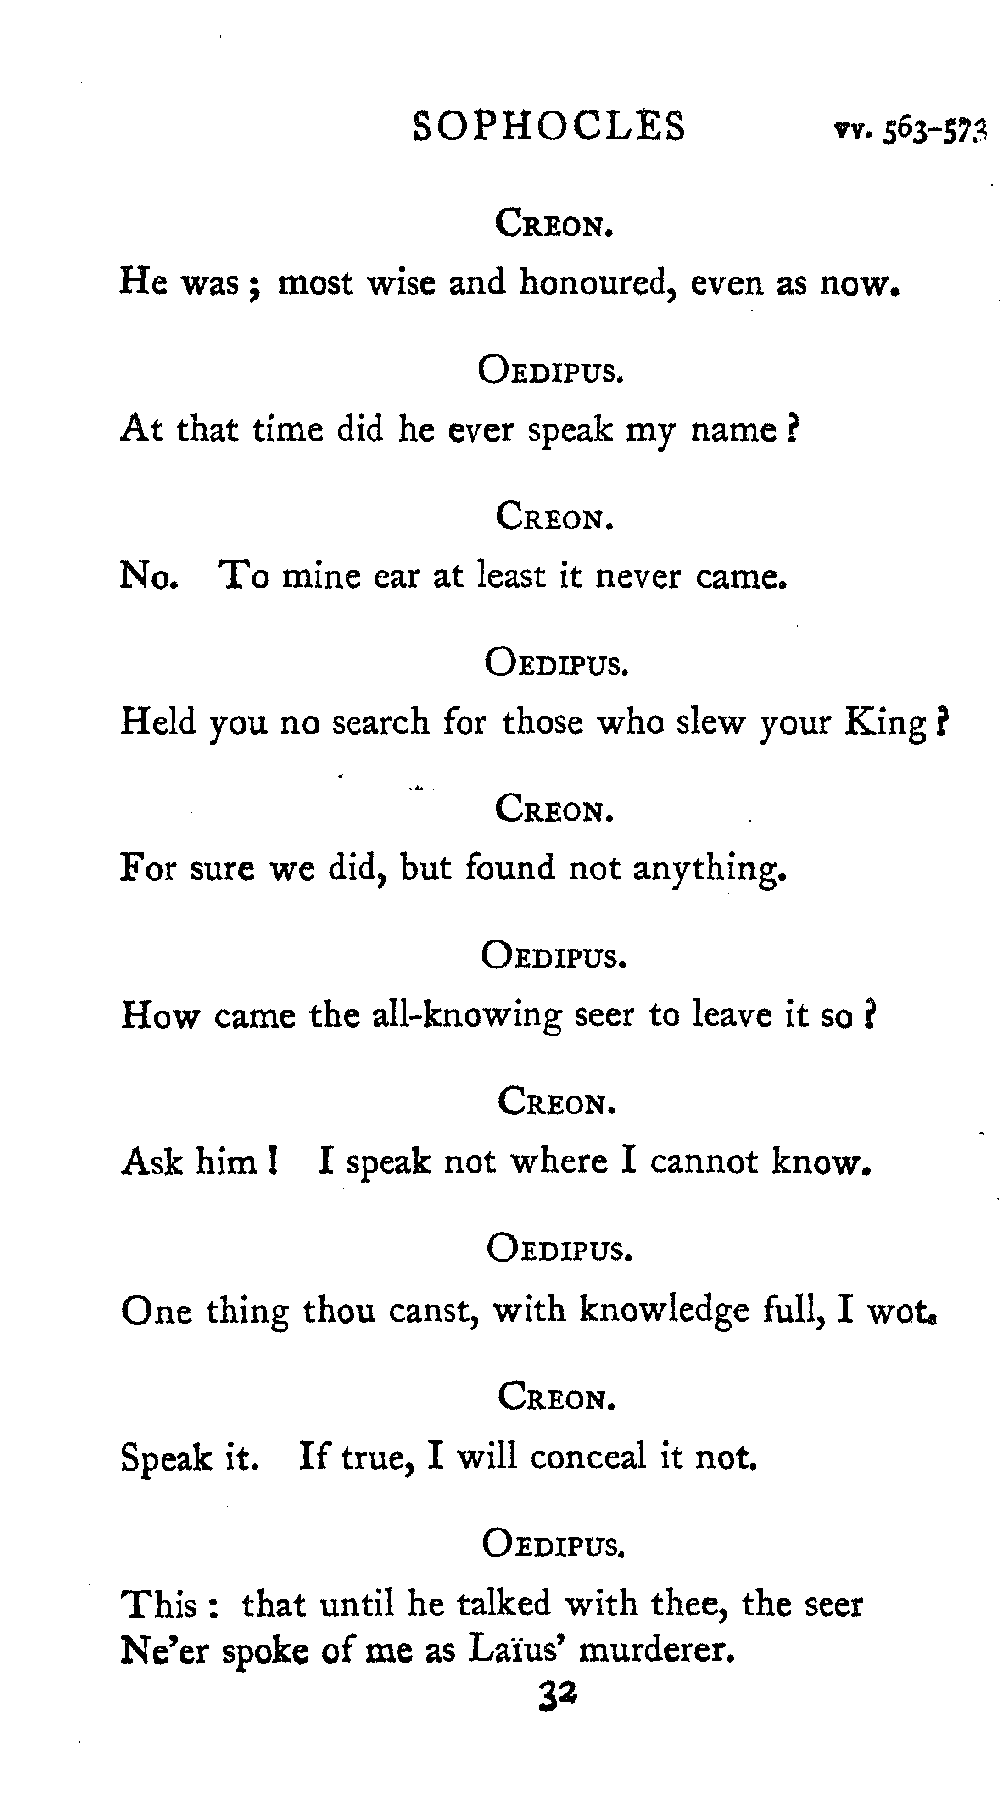 SOPHOCLES vv. 563-573
CREON.
He was; most wise and honoured, even as now.
OEDIPUS.
At that time did he ever speak my name?
CREON.
No. To mine ear at least it never came.
OEDIPUS.
Held you no search for those who slew your King?
CREON.
For sure we did, but found not anything.
OEDIPUS.
How came the all-knowing seer to leave it so?
CREON.
Ask him! I speak not where I cannot know.
OEDIPUS.
One thing thou canst, with knowledge full, I wot.
CREON.
Speak it. If true, I will conceal it not.
OEDIPUS.
This: that until he talked with thee, the seer
Ne'er spoke of me as Laïus' murderer.
32